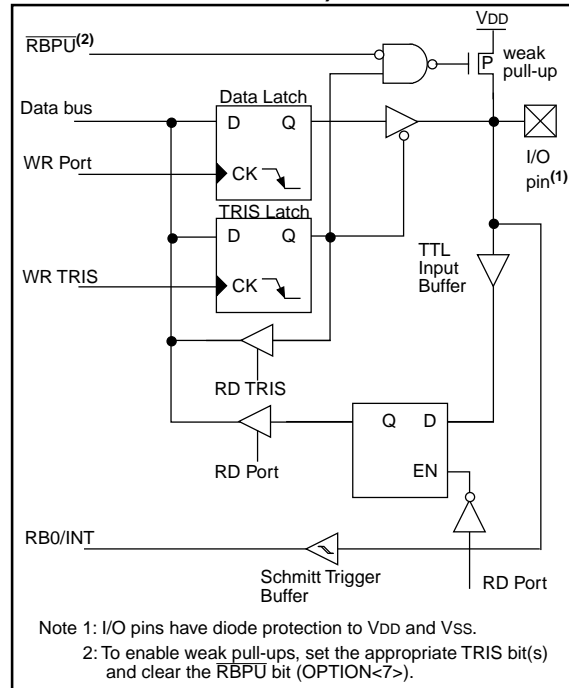 VDD
RBPU(2)
P
weak
pull-up
Data bus
Data Latch
D Q
I/O
pin(1)
WR Port
CK
TRIS Latch
D Q
TTL
Input
Buffer
WR TRIS
CK
RD TRIS
Q D
RD Port
EN
RB0/INT
Schmitt Trigger
Buffer
RD Port
Note 1: I/O pins have diode protection to VDD and VSS.
2: To enable weak pull-ups, set the appropriate TRIS bit(s)
and clear the RBPU bit (OPTION<7>).